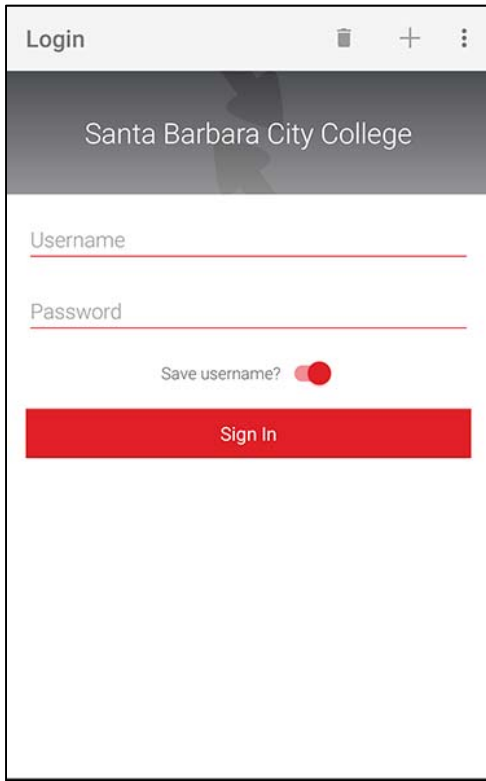 Login
Santa Barbara City College
Username
Password
Save username?
Sign In